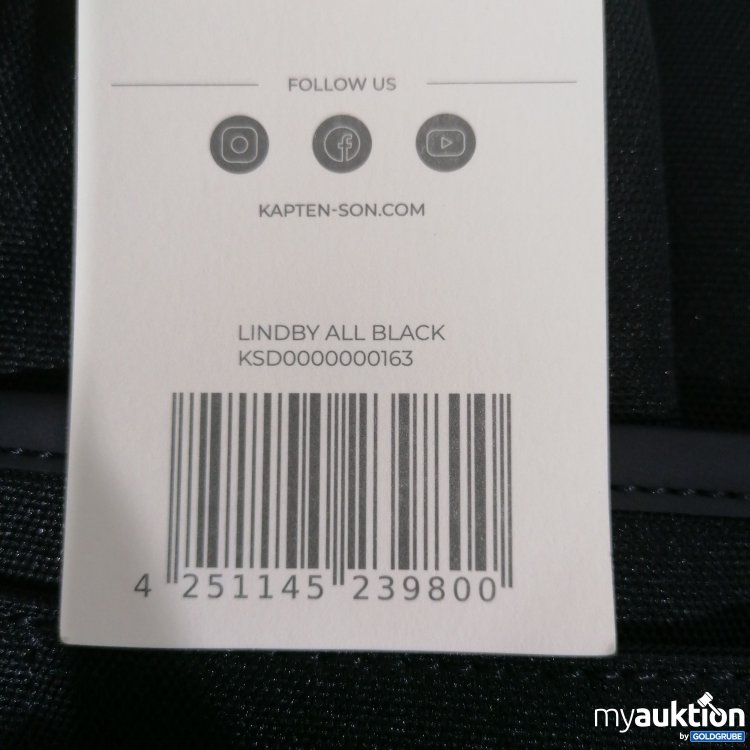 FOLLOW US
KAPTEN-SON.COM
LINDBY ALL BLACK
KSD0000000163
4 251145 239800
myauktion
by GOLDGRUBE